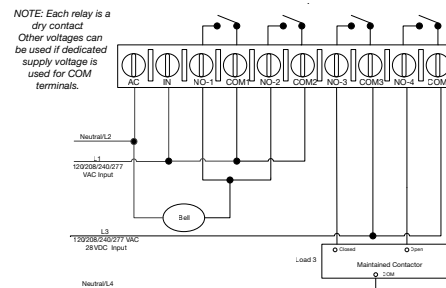 NOTE: Each relay is a
dry contact
Other voltages can
be used if dedicated
supply voltage is
used for COM
terminals.
AC IN NO-1 COM1 NO-2 COM2 NO-3 COM3 NO-4 COM
Neutral/L2
L1
120/208/240/277
VAC Input
Bell
L3
120/208/240/277 VAC
28VDC Input
Load 3
Closed
Open
Maintained Contactor
COM
Neutral/L4